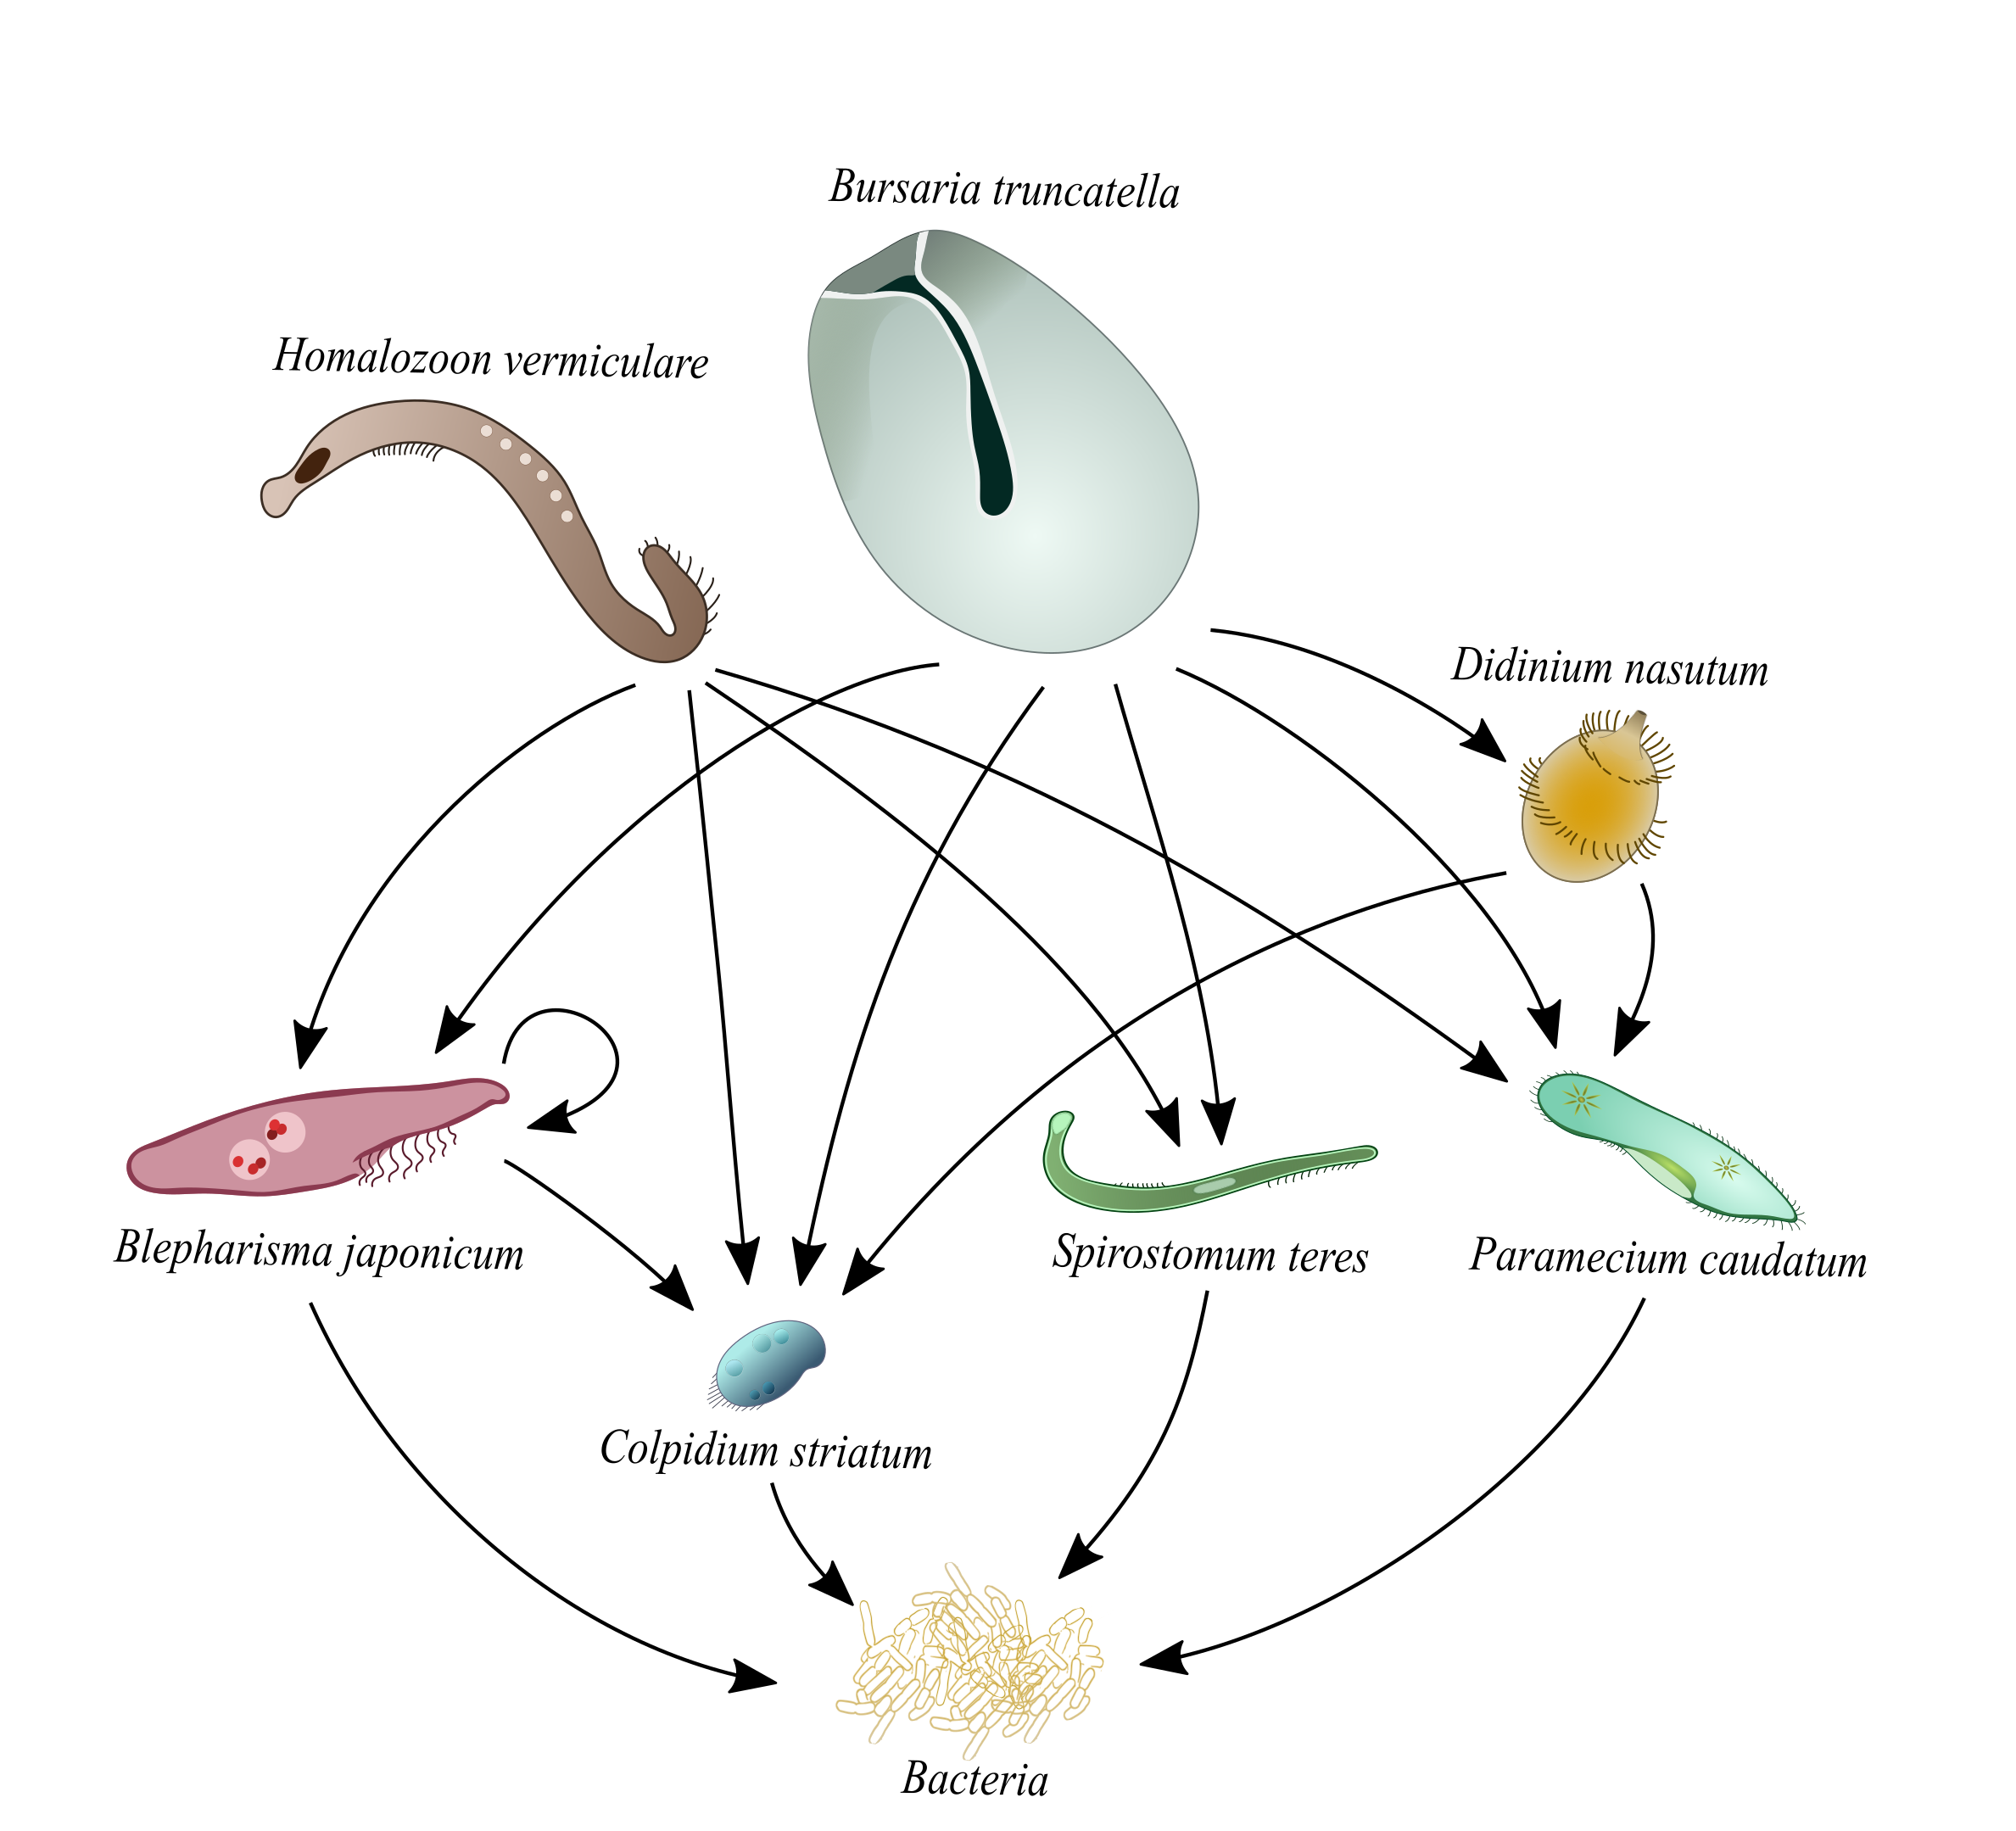 Bursaria truncatella
Homalozoon vermiculare
Didinium nasutum
Blepharisma japonicum
Spirostomum teres
Paramecium caudatum
Colpidium striatum
Bacteria